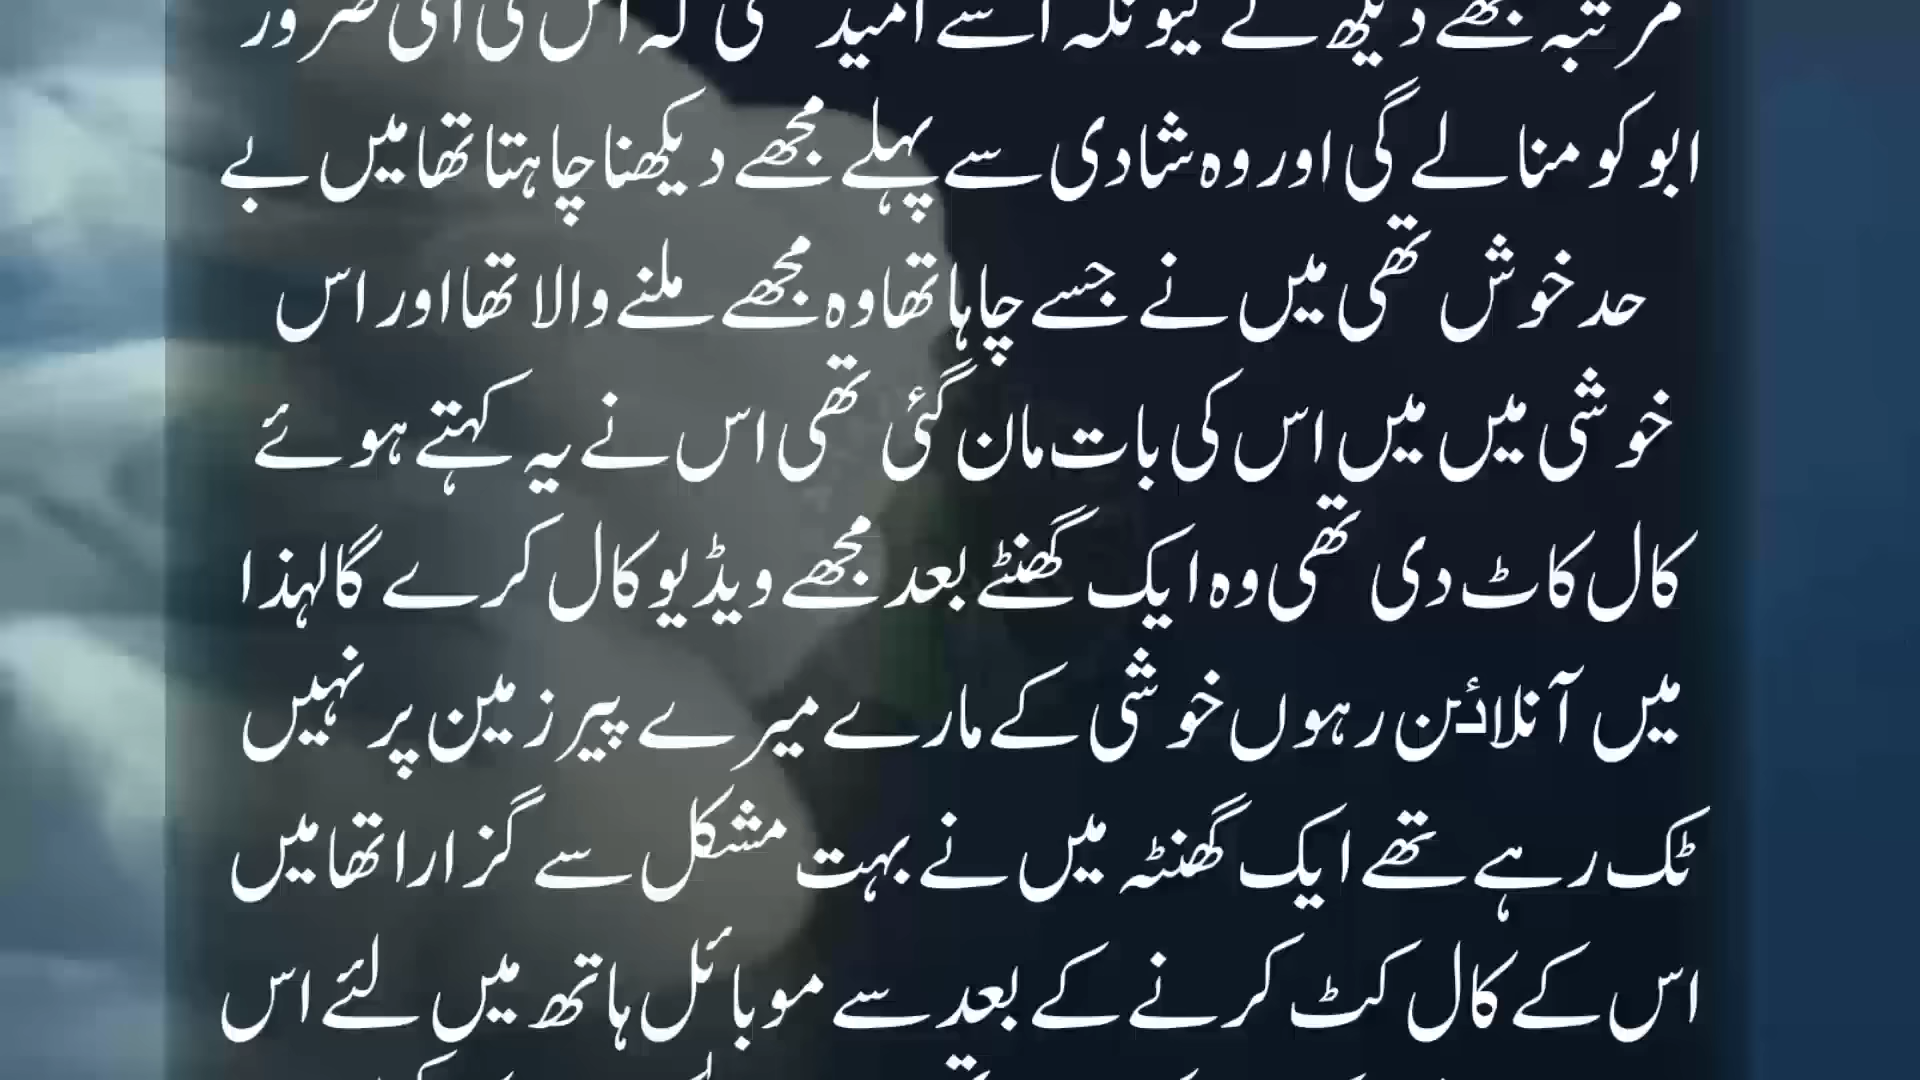 مرتبہ مجھے دیکھ لے کیونکہ اسے امید تھی کہ اس کی امی ضرور
ابو کو منالے گی اور وہ شادی سے پہلے مجھے دیکھنا چاہتا تھا میں بے
حد خوش تھی میں نے جسے چاہا تھا وہ مجھے ملنے والا تھا اور اس
خوشی میں میں اس کی بات مان گئی تھی اس نے یہ کہتے ہوئے
کال کاٹ دی تھی وہ ایک گھنٹے بعد مجھے ویڈیو کال کرے گا لہذا
میں آنلائن رہوں خوشی کے مارے میرے پیر زمین پر نہیں
ٹک رہے تھے ایک گھنٹہ میں نے بہت مشکل سے گزارا تھا میں
اس کے کال کٹ کرنے کے بعد سے موبائل ہاتھ میں لئے اس